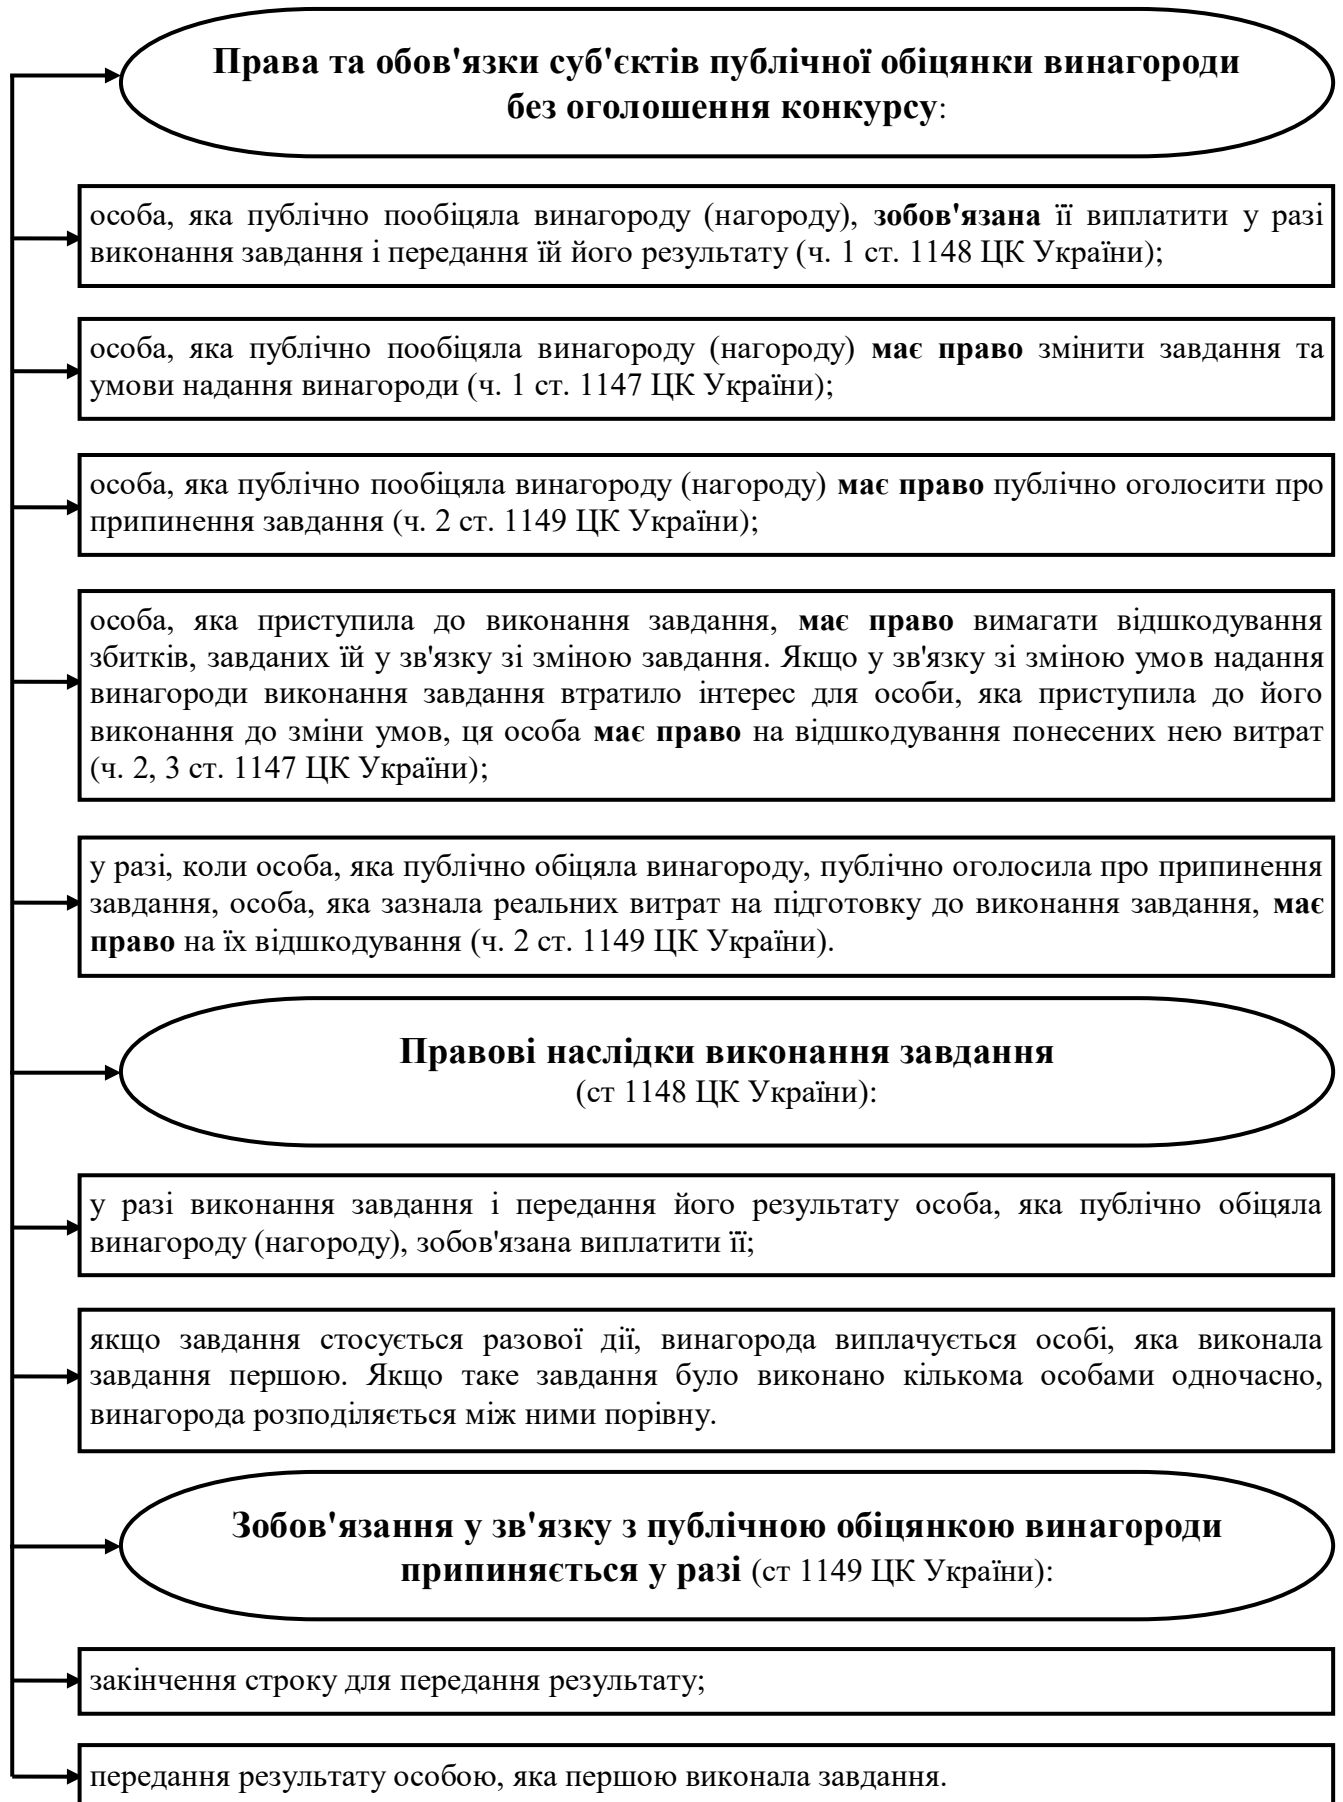 Права та обов'язки суб'єктів публічної обіцянки винагороди
без оголошення конкурсу:
особа, яка публічно пообіцяла винагороду (нагороду), зобов'язана її виплатити у разі
виконання завдання і передання їй його результату (ч. 1 ст. 1148 ЦК України);
особа, яка публічно пообіцяла винагороду (нагороду) має право змінити завдання та
умови надання винагороди (ч. 1 ст. 1147 ЦК України);
особа, яка публічно пообіцяла винагороду (нагороду) має право публічно оголосити про
припинення завдання (ч. 2 ст. 1149 ЦК України);
особа, яка приступила до виконання завдання, має право вимагати відшкодування
збитків, завданих їй у зв'язку зі зміною завдання. Якщо у зв'язку зі зміною умов надання
винагороди виконання завдання втратило інтерес для особи, яка приступила до його
виконання до зміни умов, ця особа має право на відшкодування понесених нею витрат
(ч. 2, 3 ст. 1147 ЦК України);
у разі, коли особа, яка публічно обіцяла винагороду, публічно оголосила про припинення
завдання, особа, яка зазнала реальних витрат на підготовку до виконання завдання, має
право на їх відшкодування (ч. 2 ст. 1149 ЦК України).
Правові наслідки виконання завдання
(ст 1148 ЦК України):
у разі виконання завдання і передання його результату особа, яка публічно обіцяла
винагороду (нагороду), зобов'язана виплатити її;
якщо завдання стосується разової дії, винагорода виплачується особі, яка виконала
завдання першою. Якщо таке завдання було виконано кількома особами одночасно,
винагорода розподіляється між ними порівну.
Зобов'язання у зв'язку з публічною обіцянкою винагороди
припиняється у разі (ст 1149 ЦК України):
закінчення строку для передання результату;
передання результату особою, яка першою виконала завдання.